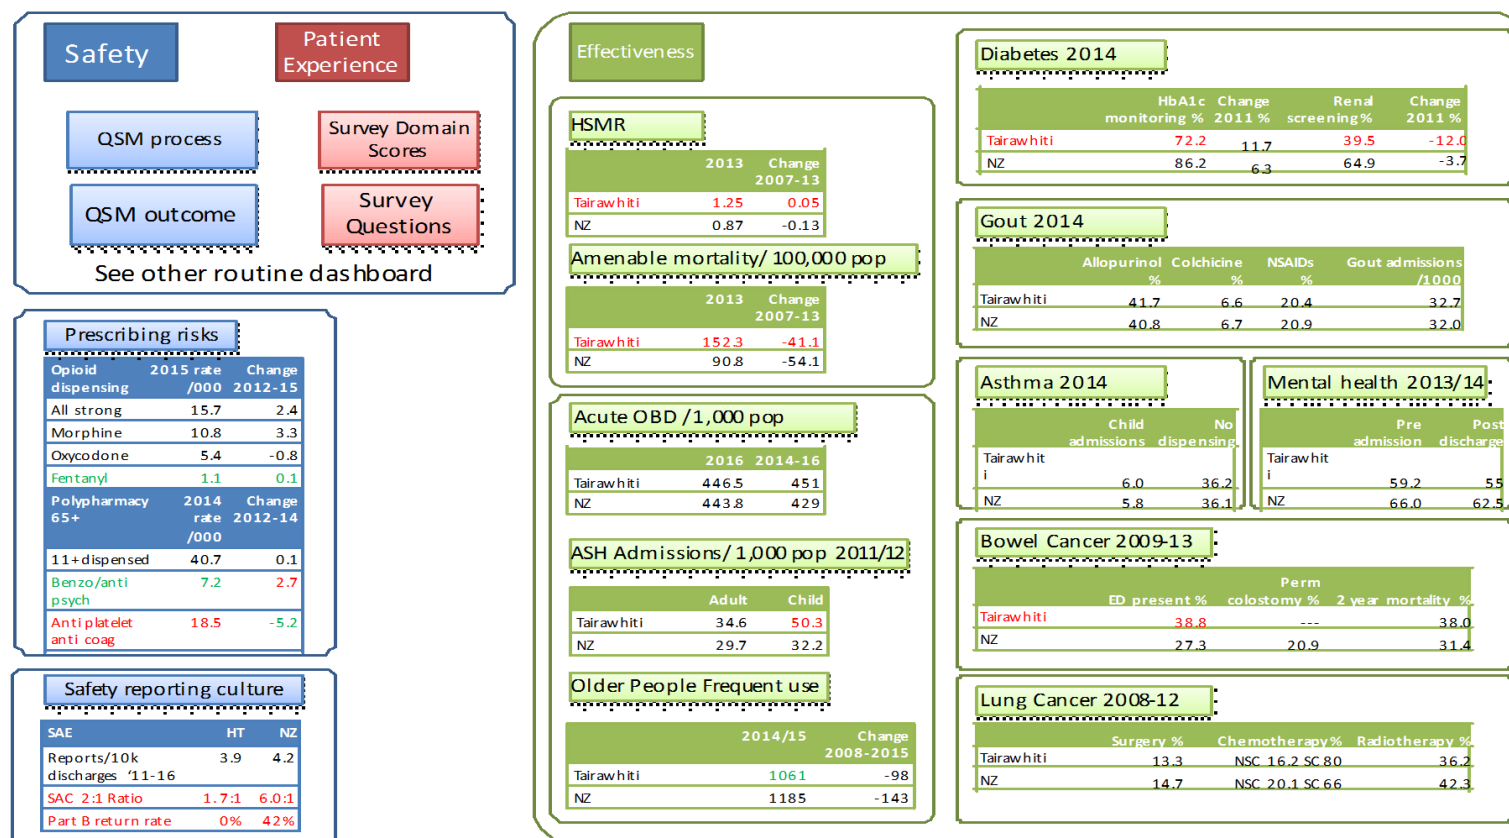 Safety
Patient
Experience
QSM process
Survey Domain
Scores
QSM outcome
Survey
Questions
See other routine dashboard
Prescribing risks
Opioid dispensing 2015 rate /000 Change 2012-15
All strong 15.7 2.4
Morphine 10.8 3.3
Oxycodone 5.4 -0.8
Fentanyl 1.1 0.1
Polypharmacy 65+ 2014 rate /000 Change 2012-14
11+dispensed 40.7 0.1
Benzo/anti psych 7.2 2.7
Antiplatelet anti coag 18.5 -5.2
Safety reporting culture
SAE HT NZ
Reports/10k discharges '11-16 3.9 4.2
SAC 2:1 Ratio 1.7:1 6.0:1
Part B return rate 0% 42%
Effectiveness
HSMR
2013 Change 2007-13
Tairawhiti 1.25 0.05
NZ 0.87 -0.13
Amenable mortality/ 100,000 pop
2013 Change 2007-13
Tairawhiti 152.3 -41.1
NZ 90.8 -54.1
Acute OBD /1,000 pop
2016 2014-16
Tairawhiti 446.5 451
NZ 443.8 429
ASH Admissions/ 1,000 pop 2011/12
Adult Child
Tairawhiti 34.6 50.3
NZ 29.7 32.2
Older People Frequent use
2014/15 Change 2008-2015
Tairawhiti 1061 -98
NZ 1185 -143
Diabetes 2014
HbA1c monitoring % Change 2011 % Renal screening% Change 2011 %
Tairawhiti 72.2 11.7 39.5 -12.0
NZ 86.2 6.3 64.9 -3.7
Gout 2014
Allopurinol % Colchicine % NSAIDs % Gout admissions /1000
Tairawhiti 41.7 6.6 20.4 32.7
NZ 40.8 6.7 20.9 32.0
Asthma 2014
Child admissions No dispensing
Tairawhit
i 6.0 36.2
NZ 5.8 36.1
Mental health 2013/14
Pre admission Post discharge
Tairawhit
i 59.2 55
NZ 66.0 62.5
Bowel Cancer 2009-13
ED present % Perm colostomy % 2 year mortality %
Tairawhiti 38.8 --- 38.0
NZ 27.3 20.9 31.4
Lung Cancer 2008-12
Surgery % Chemotherapy% Radiotherapy %
Tairawhiti 13.3 NSC 16.2 SC 80 36.2
NZ 14.7 NSC 20.1 SC 66 42.3